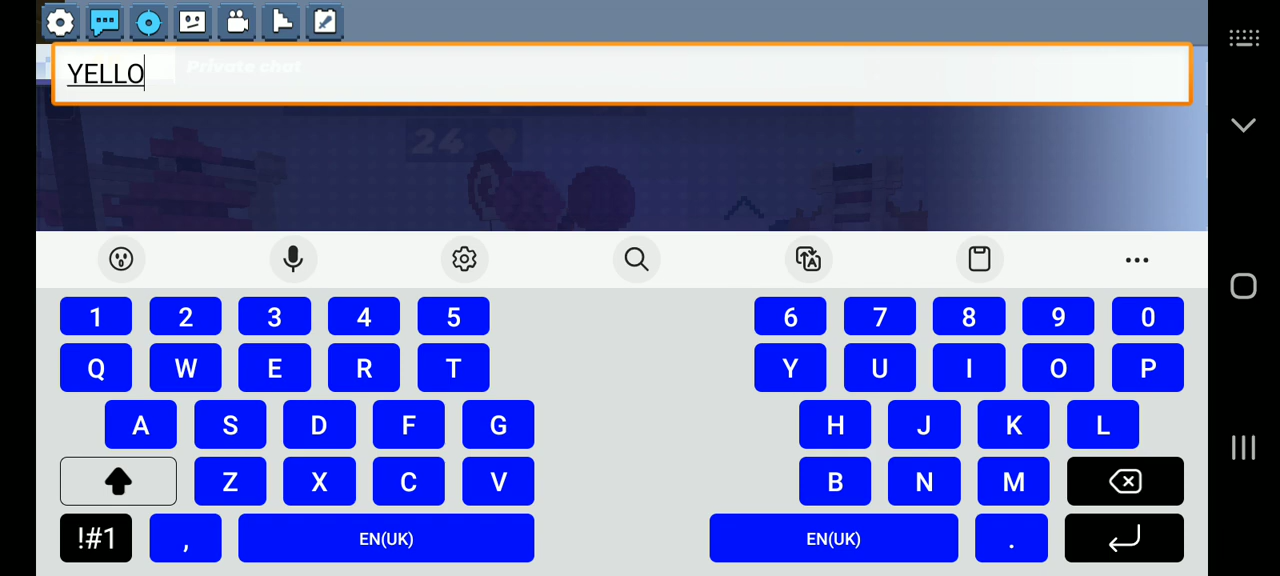 YELLO
Private chat
24
1 2 3 4 5 6 7 8 9 0
Q W E R T Y U I O P
A S D F G H J K L
Z X C V B N M
!#1 , EN(UK) EN(UK) .